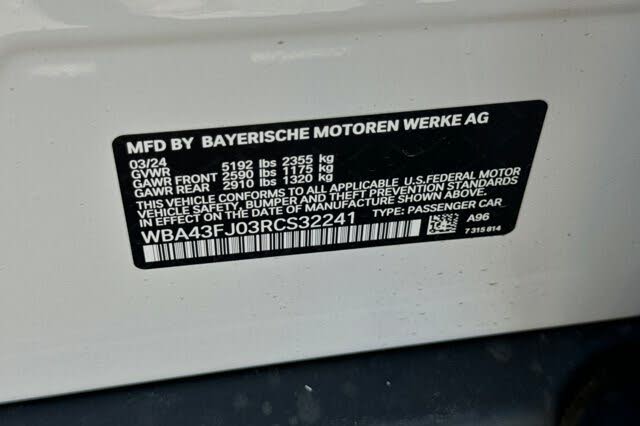 MFD BY BAYERISCHE MOTOREN WERKE AG
03/24
GVWR 5192 lbs 2355 kg
GAWR FRONT 2590 lbs 1175 kg
GAWR REAR 2910 lbs 1320 kg
THIS VEHICLE CONFORMS TO ALL APPLICABLE U.S.FEDERAL MOTOR
VEHICLE SAFETY, BUMPER AND THEFT PREVENTION STANDARDS
IN EFFECT ON THE DATE OF MANUFACTURE SHOWN ABOVE.
WBA43FJ03RCS32241 TYPE: PASSENGER CAR
A96
7 315 814